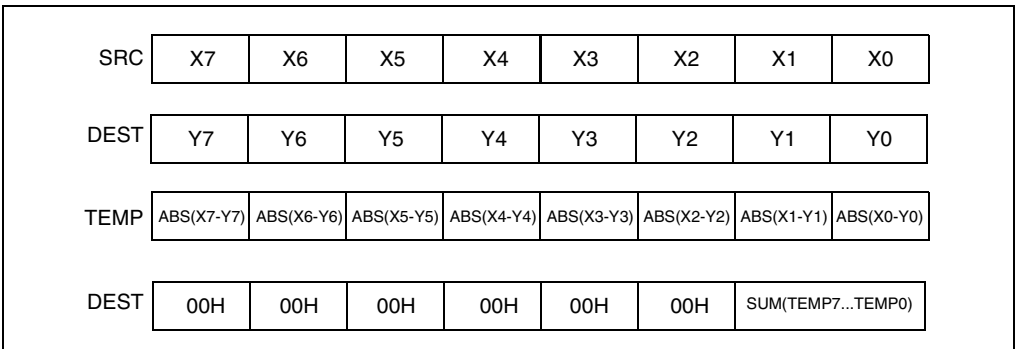 SRC X7 X6 X5 X4 X3 X2 X1 X0
DEST Y7 Y6 Y5 Y4 Y3 Y2 Y1 Y0
TEMP ABS(X7-Y7) ABS(X6-Y6) ABS(X5-Y5) ABS(X4-Y4) ABS(X3-Y3) ABS(X2-Y2) ABS(X1-Y1) ABS(X0-Y0)
DEST 00H 00H 00H 00H 00H 00H SUM(TEMP7...TEMP0)